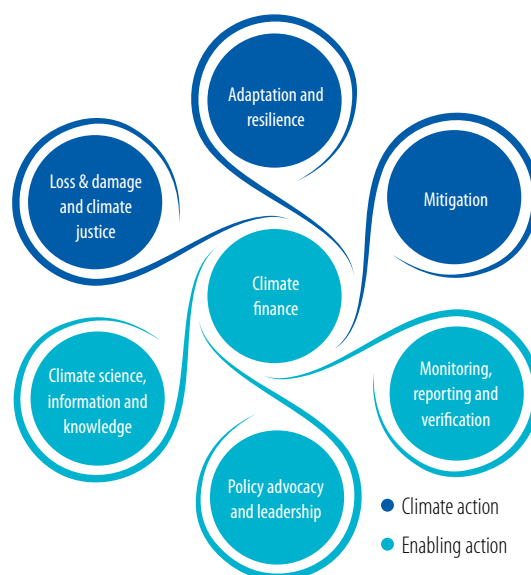 Adaptation and
resilience
Loss & damage
and climate
justice
Mitigation
Climate
finance
Climate science,
information and
knowledge
Monitoring,
reporting and
verification
Policy advocacy
and leadership
Climate action
Enabling action